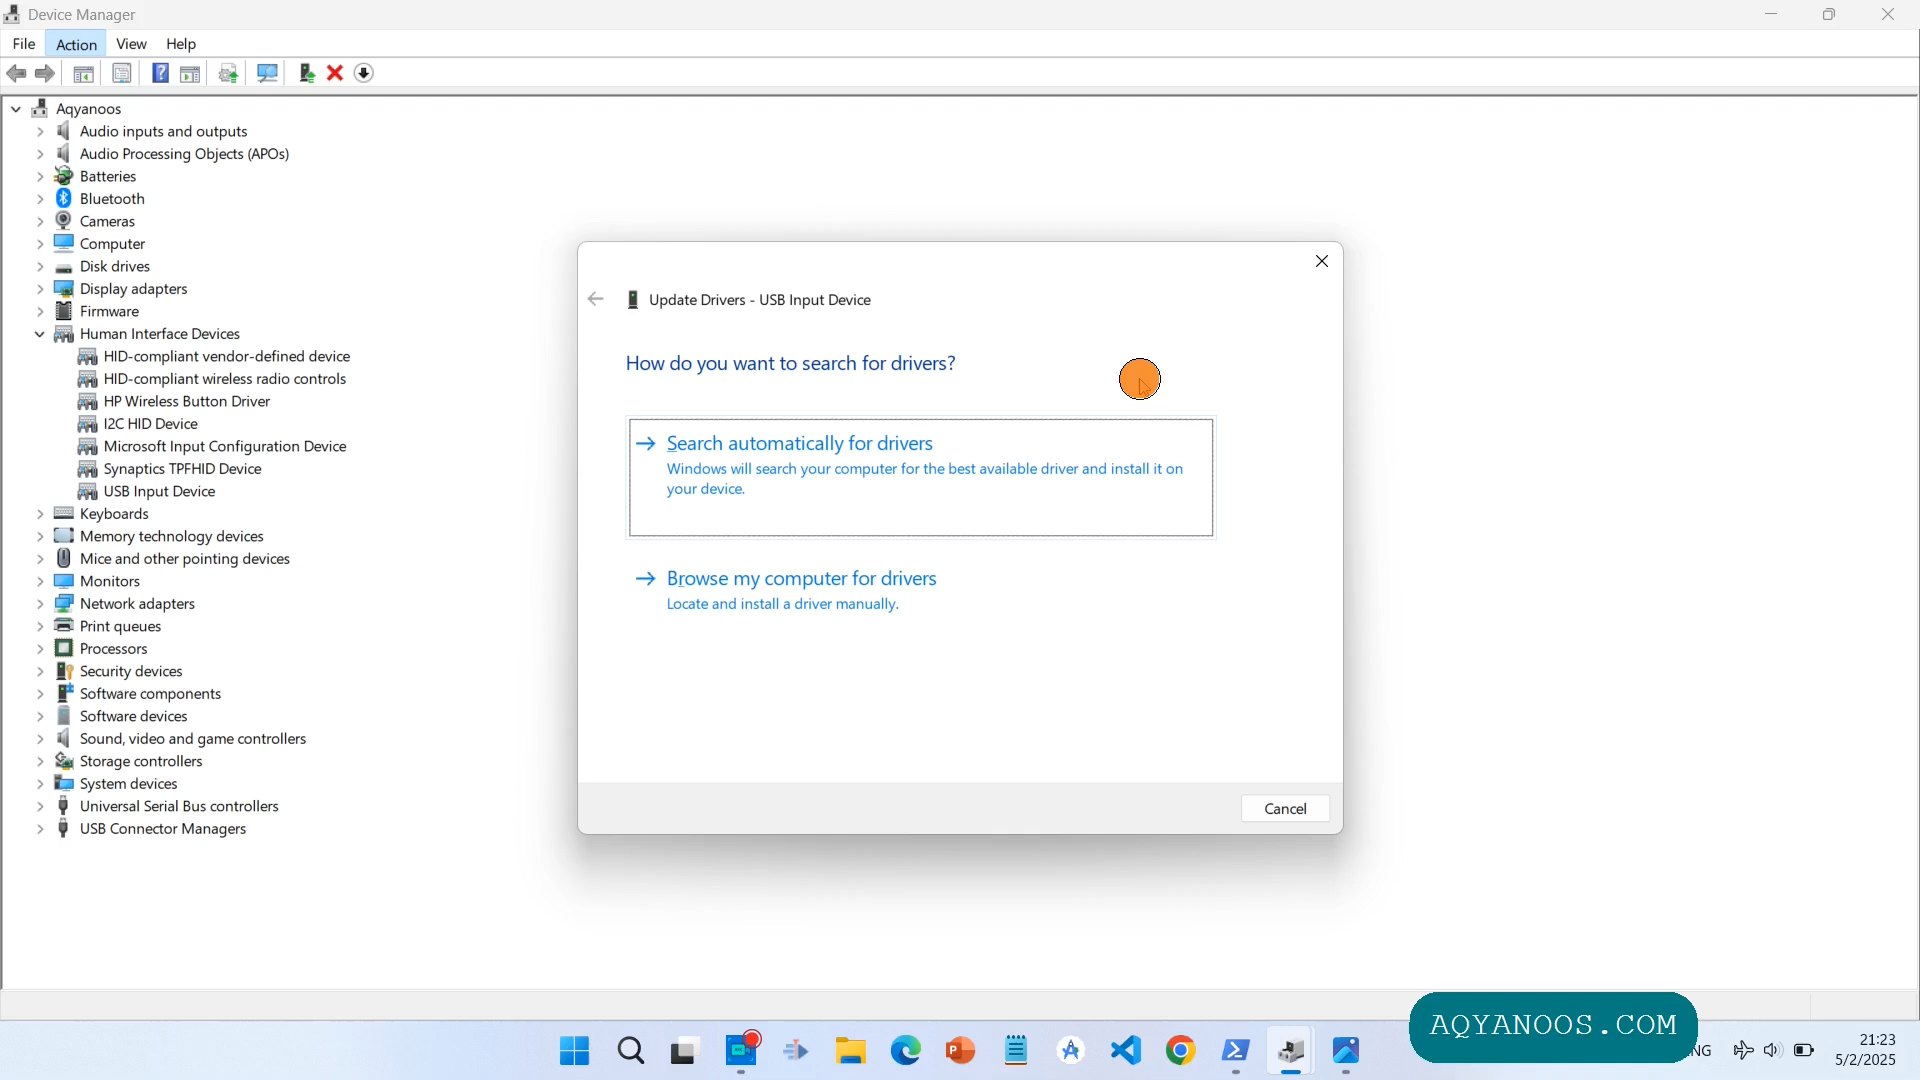 Device Manager
File Action View Help
Aqyanoos
Audio inputs and outputs
Audio Processing Objects (APOs)
Batteries
Bluetooth
Cameras
Computer
Disk drives
Display adapters
Firmware
Human Interface Devices
HID-compliant vendor-defined device
HID-compliant wireless radio controls
HP Wireless Button Driver
I2C HID Device
Microsoft Input Configuration Device
Synaptics TPFHID Device
USB Input Device
Keyboards
Memory technology devices
Mice and other pointing devices
Monitors
Network adapters
Print queues
Processors
Security devices
Software components
Software devices
Sound, video and game controllers
Storage controllers
System devices
Universal Serial Bus controllers
USB Connector Managers
Update Drivers - USB Input Device
How do you want to search for drivers?
Search automatically for drivers
Windows will search your computer for the best available driver and install it on
your device.
Browse my computer for drivers
Locate and install a driver manually.
Cancel
AQYANOOS.COM
NG
21:23
5/2/2025